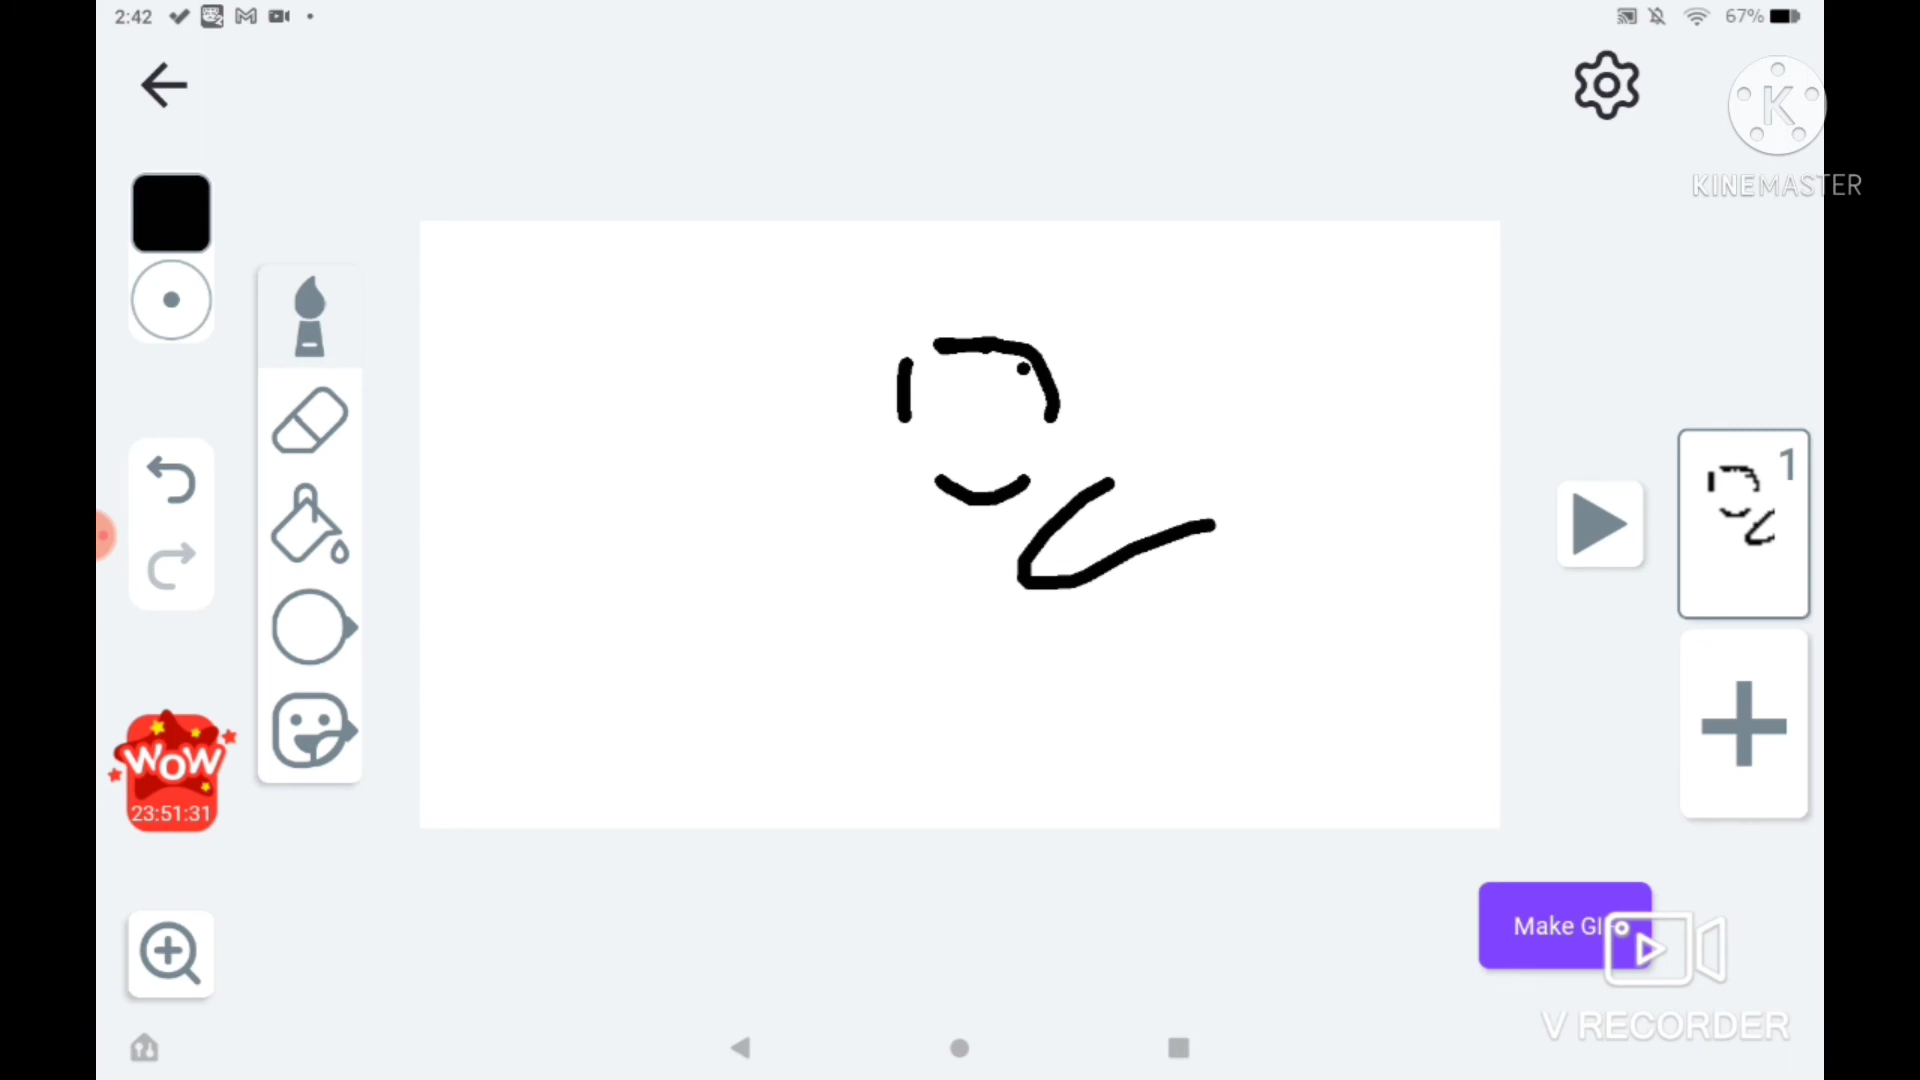 2:42
67%
K
KINEMASTER
1
WOW
23:51:31
Make GI
V RECORDER